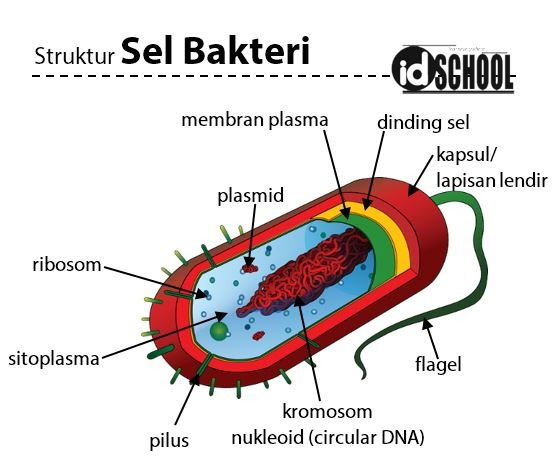 Struktur Sel Bakteri
idSCHOOL
membran plasma
dinding sel
kapsul/
lapisan lendir
plasmid
ribosom
sitoplasma
flagel
kromosom
nukleoid (circular DNA)
pilus